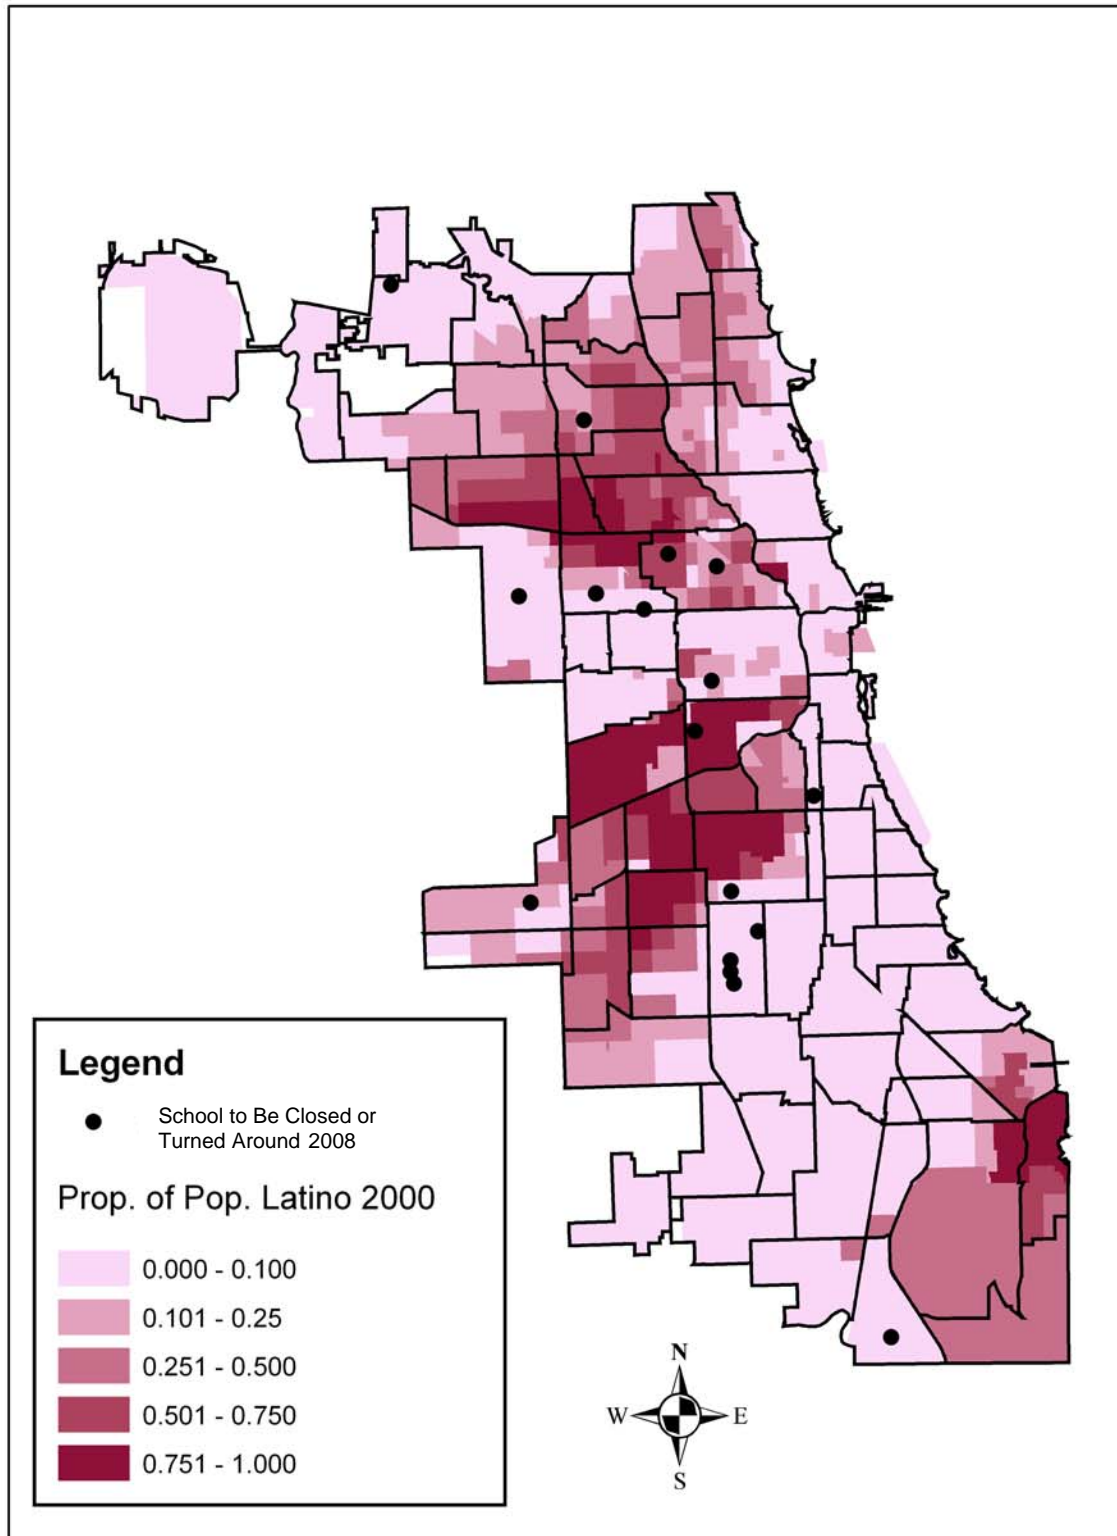 Legend
School to Be Closed or
Turned Around 2008
Prop. of Pop. Latino 2000
0.000 - 0.100
0.101 - 0.25
0.251 - 0.500
0.501 - 0.750
0.751 - 1.000
N
W E
S